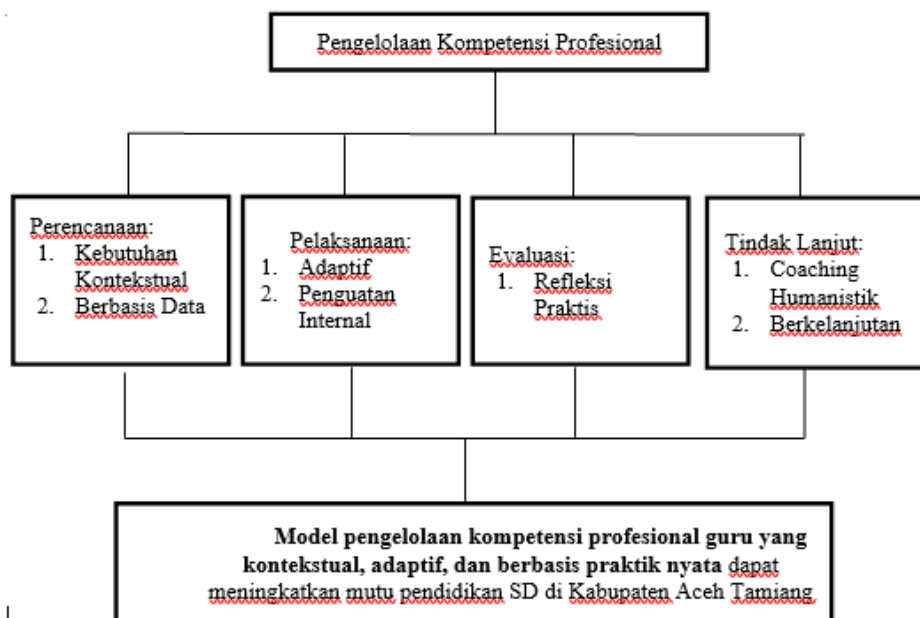 Pengelolaan Kompetensi Profesional
Perencanaan:
1. Kebutuhan
Kontekstual
2. Berbasis Data
Pelaksanaan:
1. Adaptif
2. Penguatan
Internal
Evaluasi:
1. Refleksi
Praktis
Tindak Lanjut:
1. Coaching
Humanistik
2. Berkelanjutan
Model pengelolaan kompetensi profesional guru yang
kontekstual, adaptif, dan berbasis praktik nyata dapat
meningkatkan mutu pendidikan SD di Kabupaten Aceh Tamiang